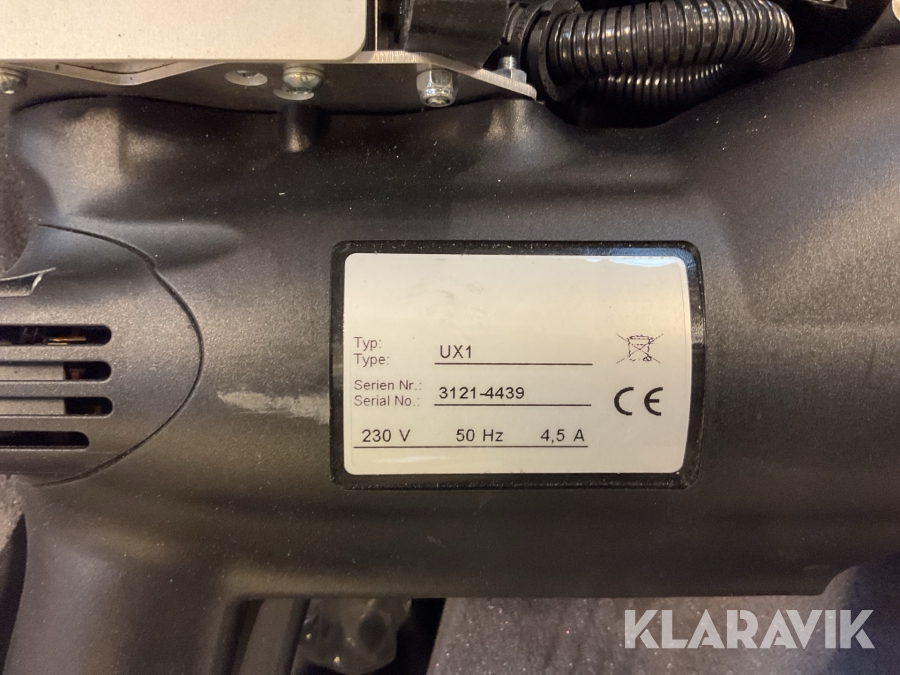 Typ:
Type: UX1
Serien Nr.:
Serial No.: 3121-4439
230 V 50 Hz 4,5 A
CE
KLARAVIK